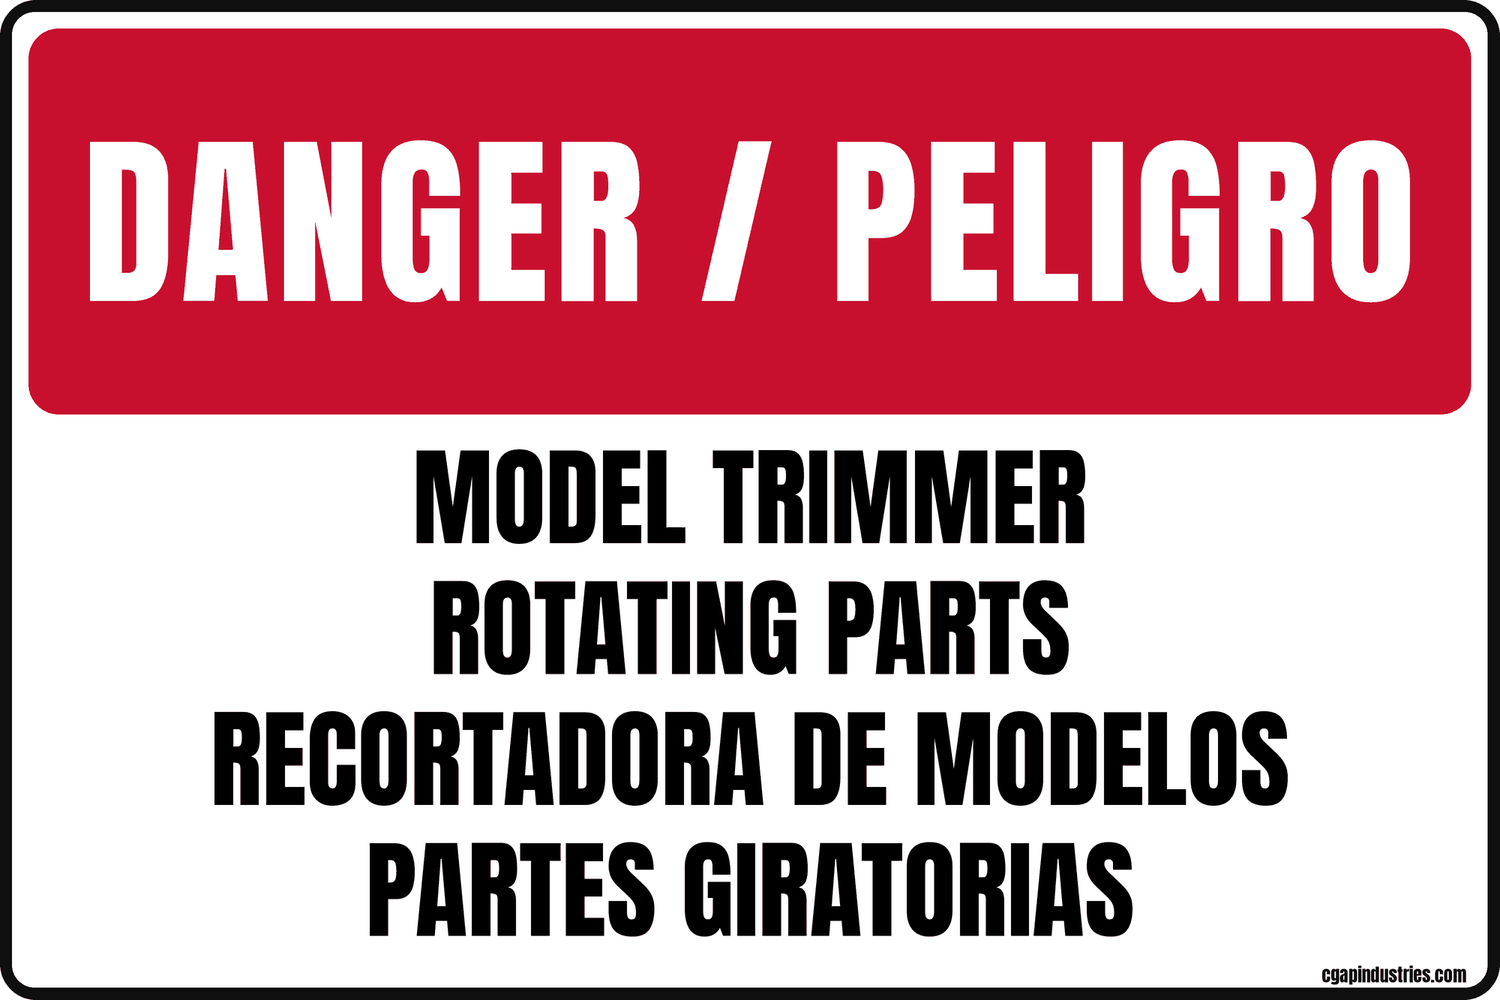 DANGER / PELIGRO
MODEL TRIMMER
ROTATING PARTS
RECORTADORA DE MODELOS
PARTES GIRATORIAS
cgapindustries.com